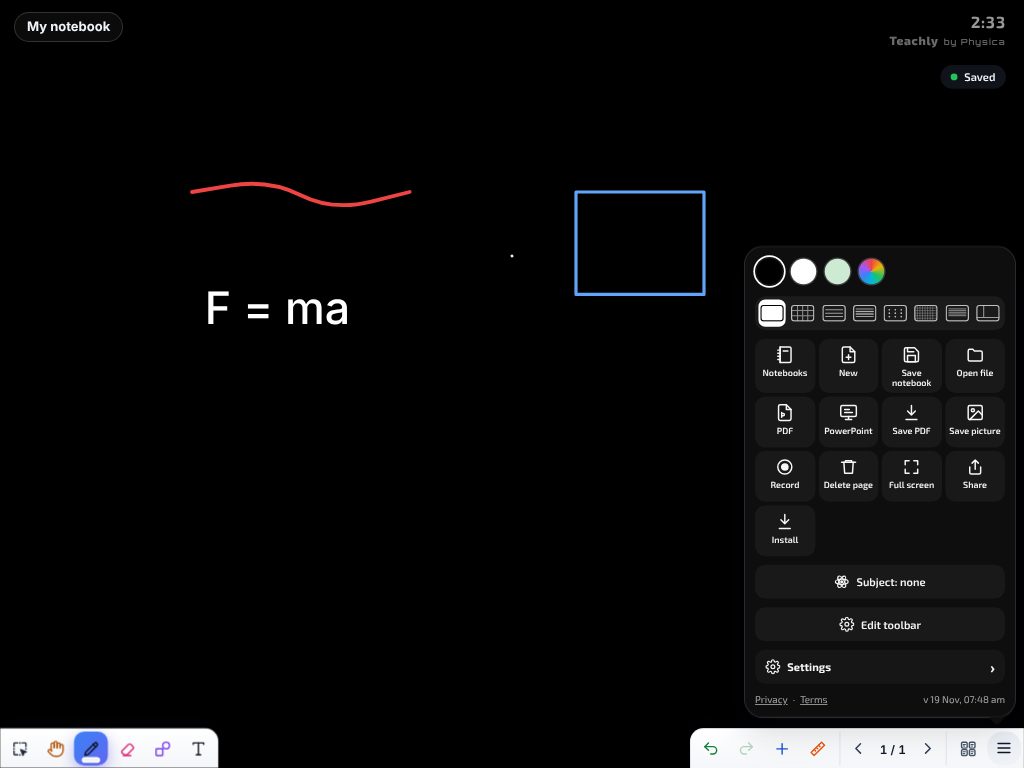 My notebook
2:33
Teachly by Physica
Saved
F = ma
Notebooks
New
Save notebook
Open file
PDF
PowerPoint
Save PDF
Save picture
Record
Delete page
Full screen
Share
Install
Subject: none
Edit toolbar
Settings
Privacy · Terms
v 19 Nov, 07:48 am
T
1 / 1